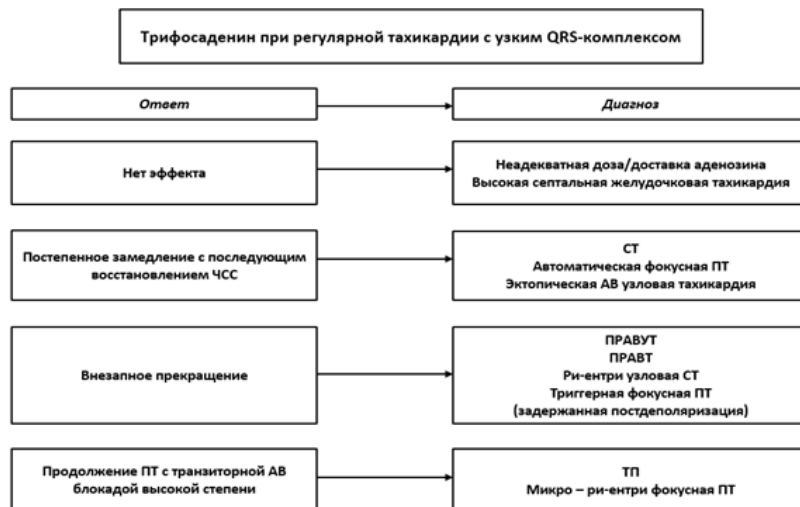 Трифосаденин при регулярной тахикардии с узким QRS-комплексом
Ответ
Диагноз
Нет эффекта
Неадекватная доза/доставка аденозина
Высокая септальная желудочковая тахикардия
Постепенное замедление с последующим
восстановлением ЧСС
СТ
Автоматическая фокусная ПТ
Эктопическая АВ узловая тахикардия
Внезапное прекращение
ПРАВУТ
ПРАВТ
Ри-ентри узловая СТ
Триггерная фокусная ПТ
(задержанная постдеполяризация)
Продолжение ПТ с транзиторной АВ
блокадой высокой степени
ТП
Микро – ри-ентри фокусная ПТ